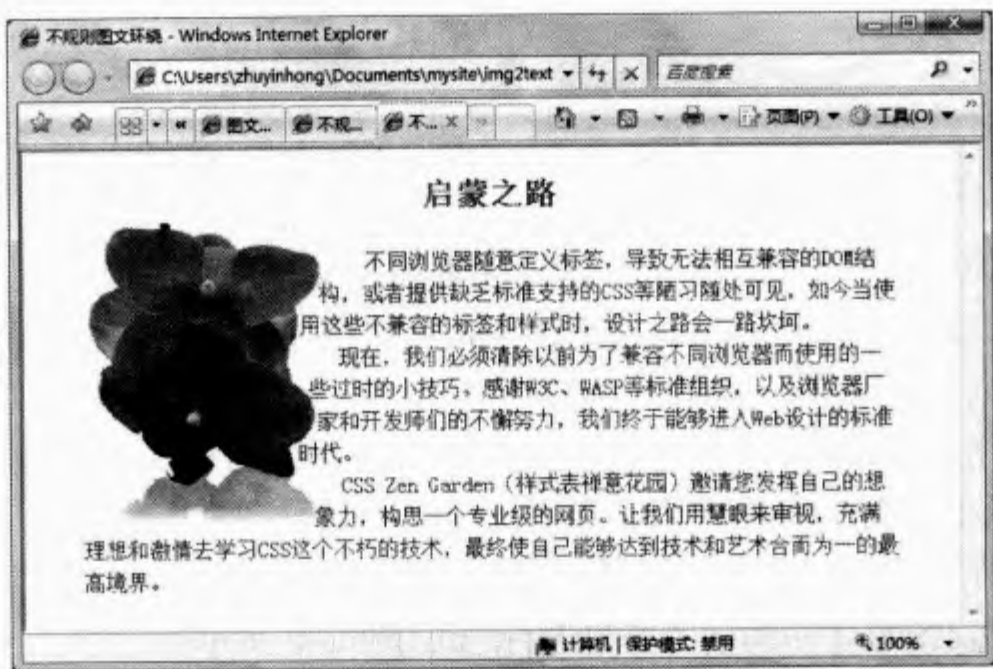 不规则图文环绕 - Windows Internet Explorer
C:\Users\zhuyinhong\Documents\mysite\img2text
百度搜索
图文... 不规... 不... 页面(P) 工具(O)
启蒙之路
不同浏览器随意定义标签，导致无法相互兼容的DOM结
构，或者提供缺乏标准支持的CSS等陋习随处可见，如今当使
用这些不兼容的标签和样式时，设计之路会一路坎坷。
现在，我们必须清除以前为了兼容不同浏览器而使用的一
些过时的小技巧。感谢W3C、WASP等标准组织，以及浏览器厂
家和开发师们的不懈努力，我们终于能够进入Web设计的标准
时代。
CSS Zen Garden（样式表禅意花园）邀请您发挥自己的想
象力，构思一个专业级的网页。让我们用慧眼来审视，充满
理想和激情去学习CSS这个不朽的技术，最终使自己能够达到技术和艺术合而为一的最
高境界。
计算机 | 保护模式: 禁用 100%